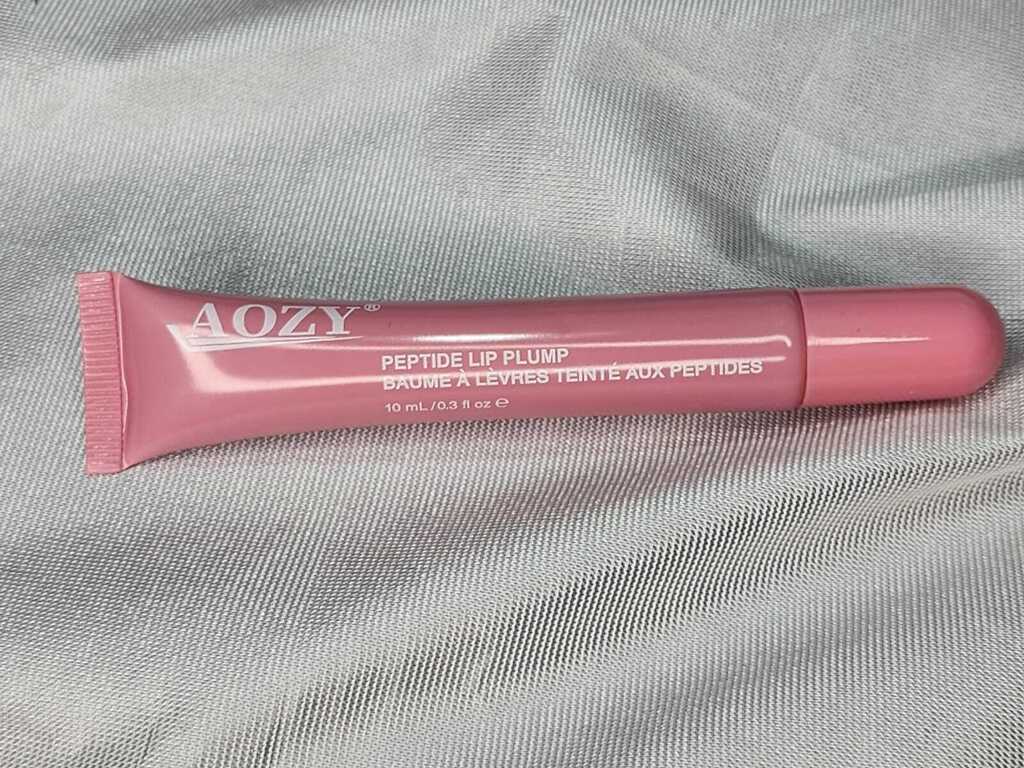 AOZY®
PEPTIDE LIP PLUMP
BAUME À LÈVRES TEINTÉ AUX PEPTIDES
10 mL/0.3 fl oz ℮